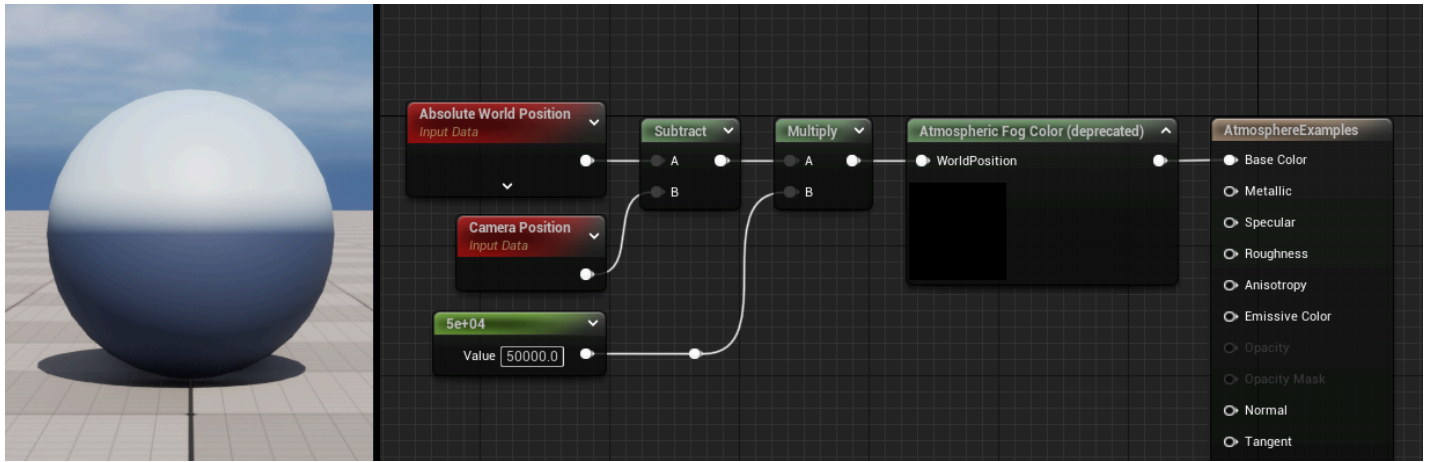 Absolute World Position
Input Data
Camera Position
Input Data
5e+04
Value 50000.0
Subtract
A
B
Multiply
A
B
Atmospheric Fog Color (deprecated)
WorldPosition
AtmosphereExamples
Base Color
Metallic
Specular
Roughness
Anisotropy
Emissive Color
Opacity
Opacity Mask
Normal
Tangent